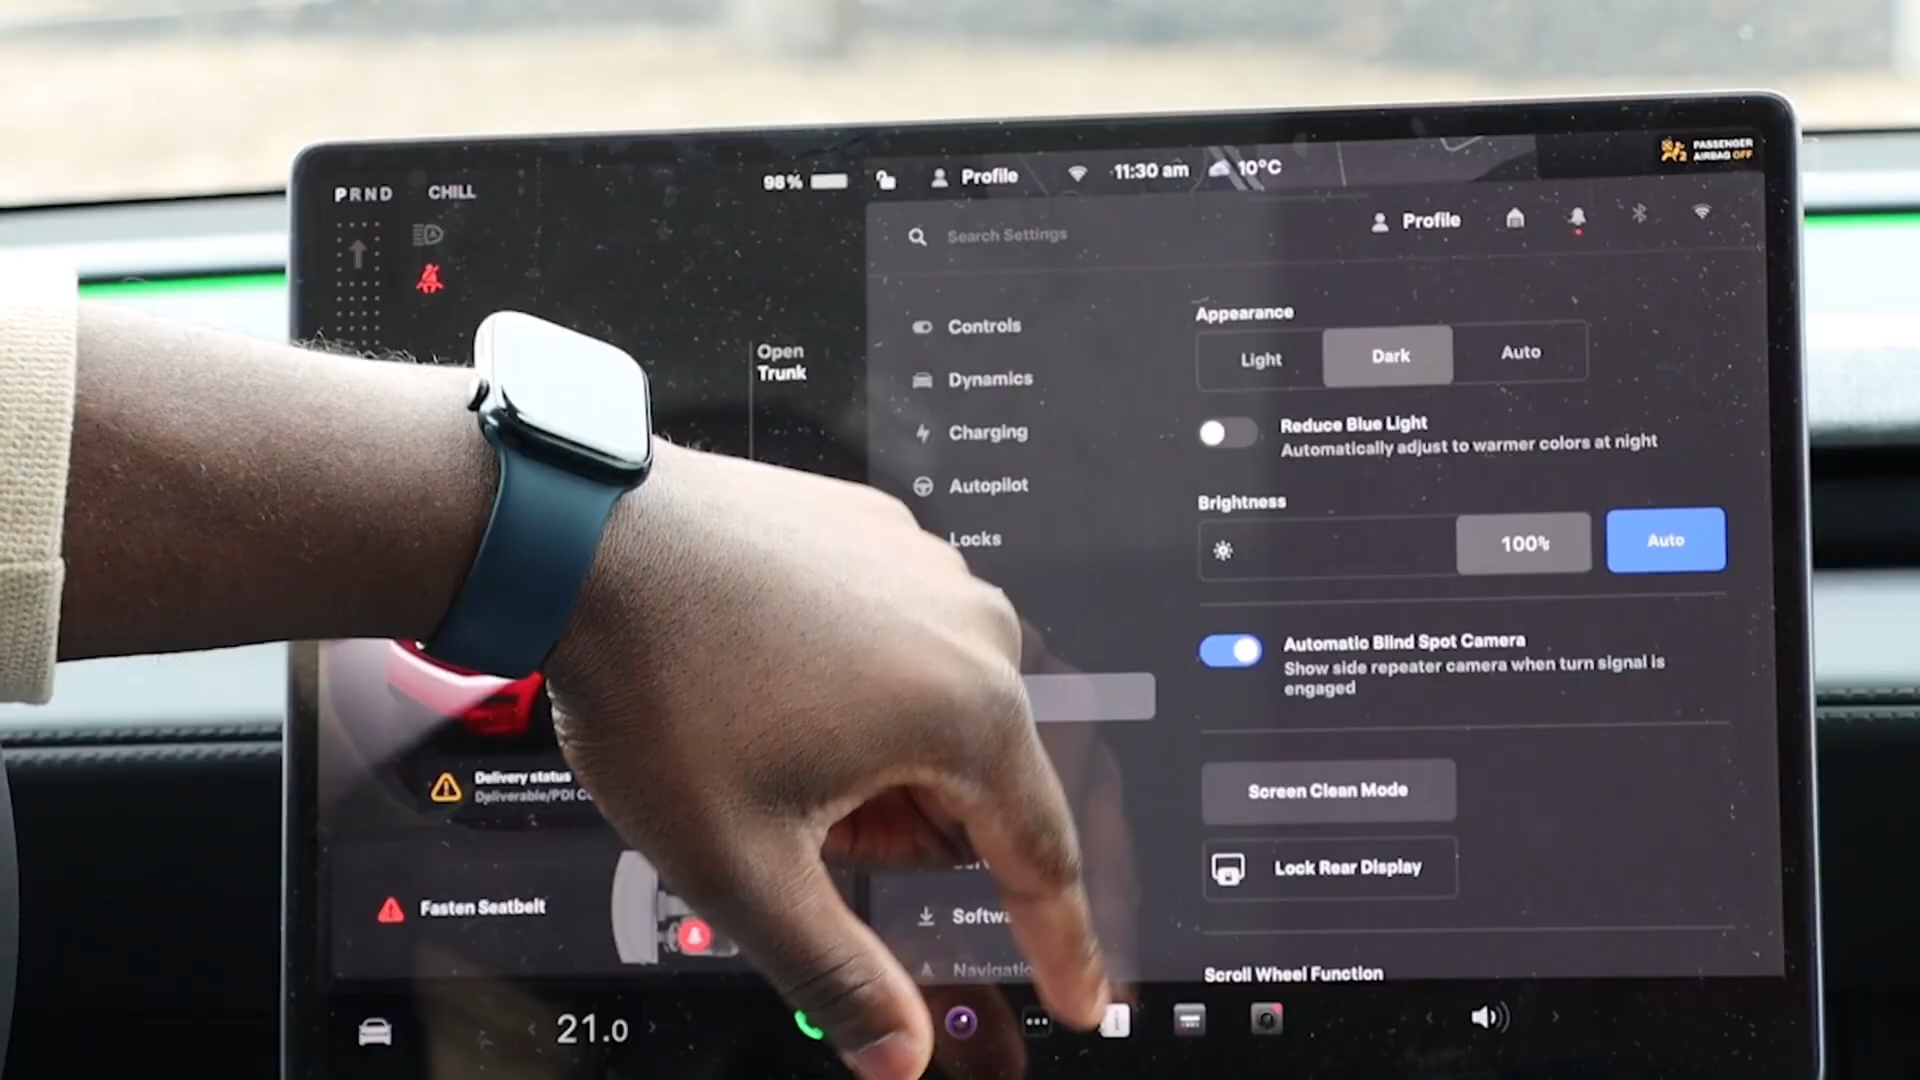 PRND
CHILL
98%
Profile
11:30 am
10°C
PASSENGER
AIRBAG OFF
Search Settings
Profile
Open
Trunk
Controls
Dynamics
Charging
Autopilot
Locks
Software
Appearance
Light
Dark
Auto
Reduce Blue Light
Automatically adjust to warmer colors at night
Brightness
100%
Auto
Automatic Blind Spot Camera
Show side repeater camera when turn signal is
engaged
Screen Clean Mode
Lock Rear Display
Scroll Wheel Function
Delivery status
Deliverable/PDI
Fasten Seatbelt
21.0